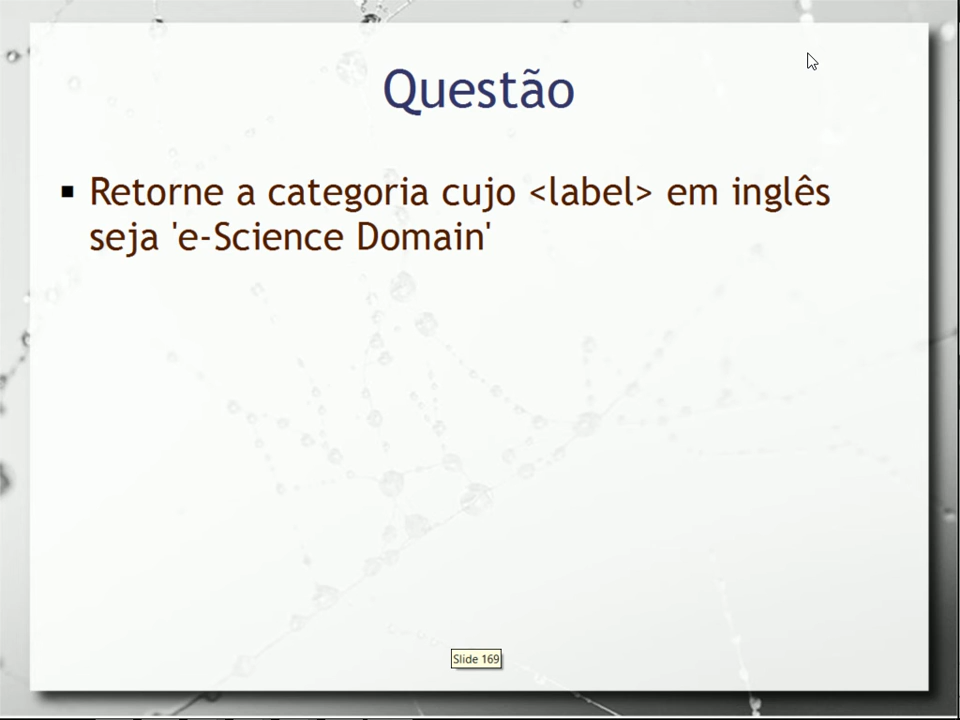 Questão
Retorne a categoria cujo <label> em inglês
seja 'e-Science Domain'
Slide 169